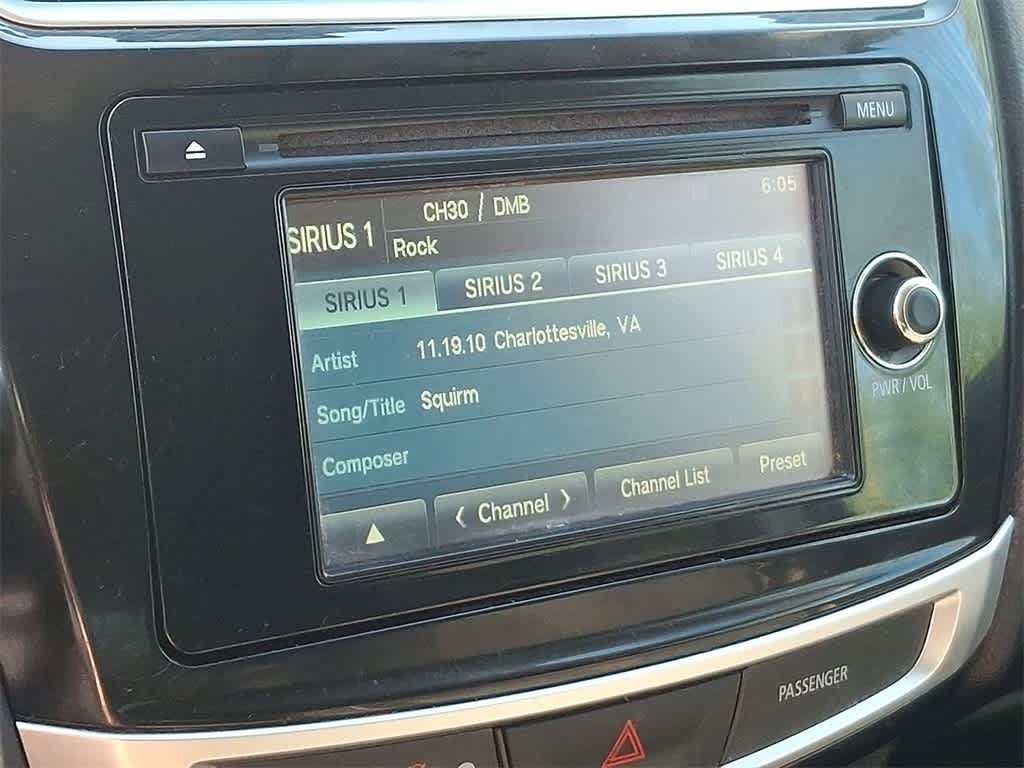 MENU
6:05
SIRIUS 1
CH30 / DMB
Rock
SIRIUS 1 SIRIUS 2 SIRIUS 3 SIRIUS 4
Artist 11.19.10 Charlottesville, VA
Song/Title Squirm
Composer
< Channel > Channel List Preset
PWR / VOL
PASSENGER